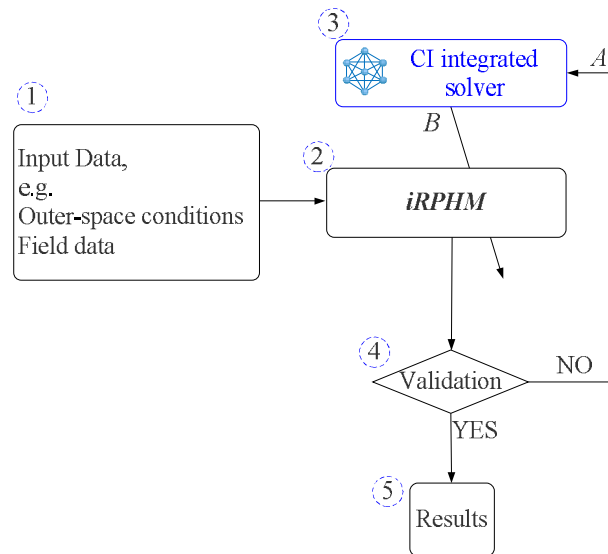 3
CI integrated
solver
A
B
1
Input Data,
e.g.
Outer-space conditions
Field data
2
iRPHM
4
Validation
NO
YES
5
Results